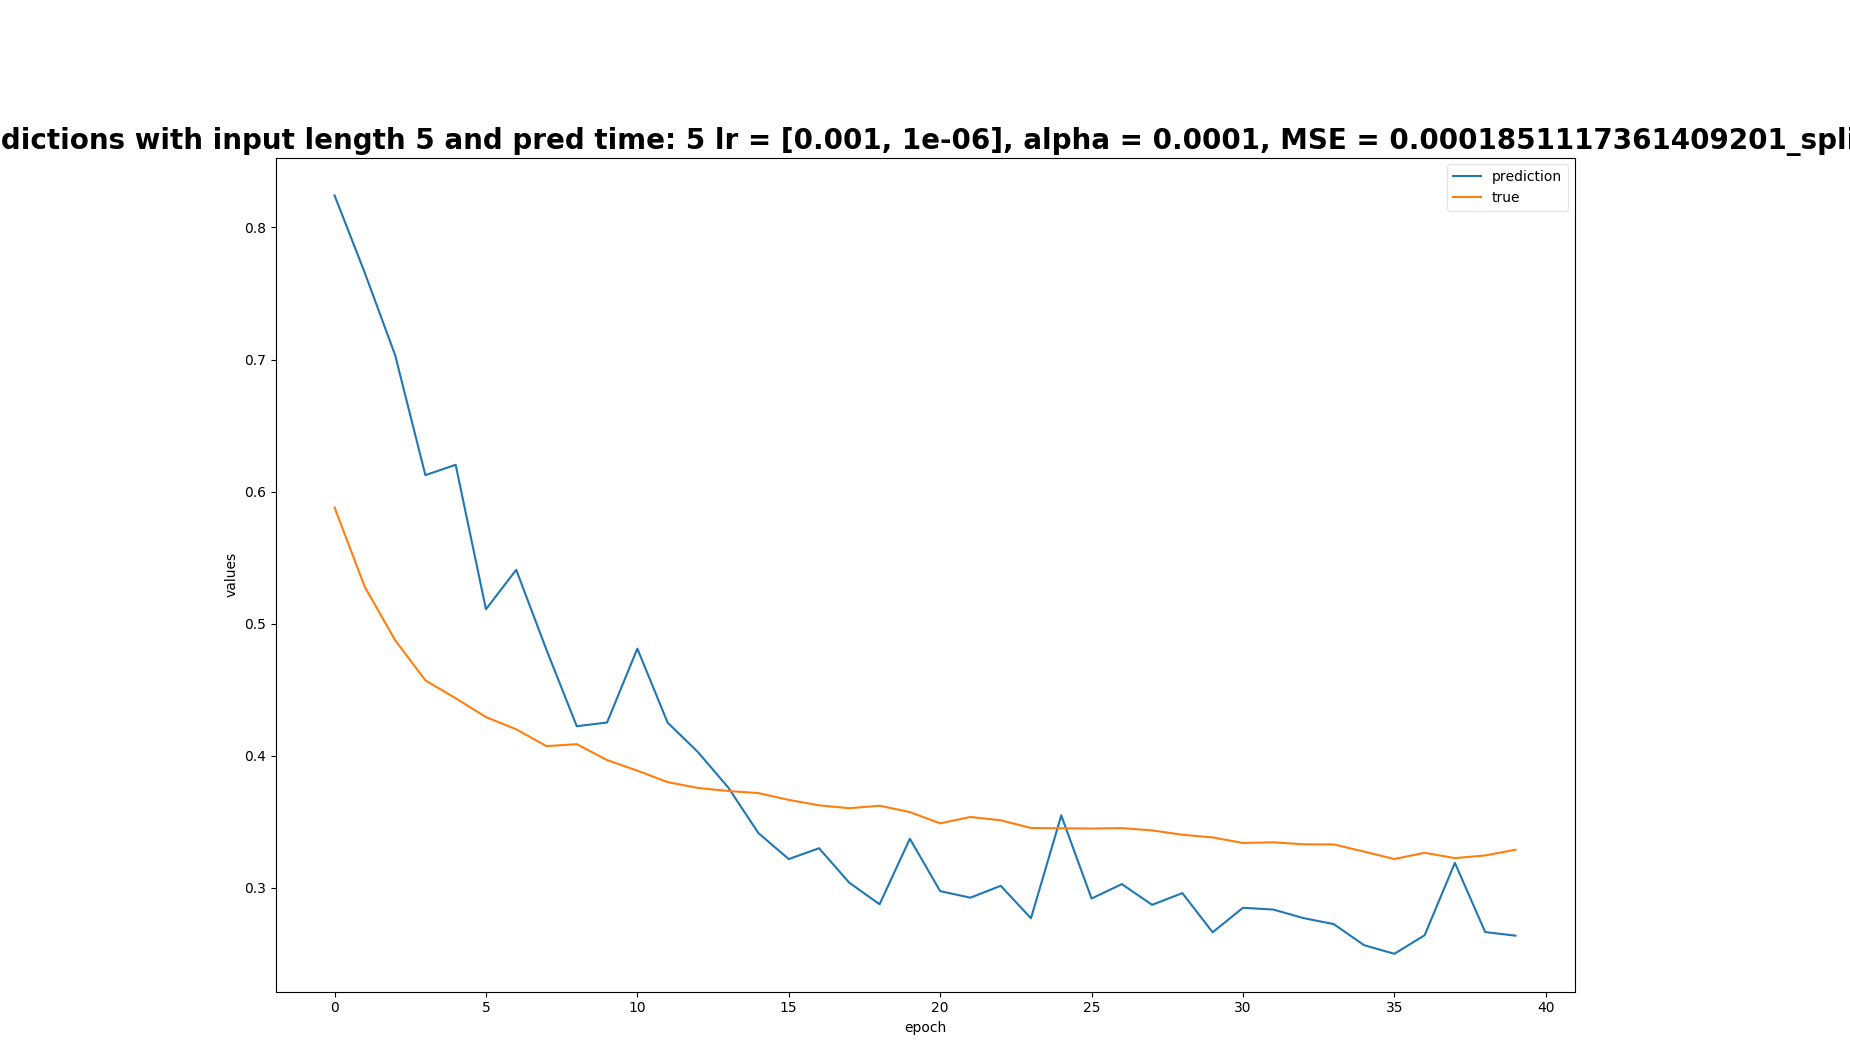 dictions with input length 5 and pred time: 5 lr = [0.001, 1e-06], alpha = 0.0001, MSE = 0.0001851117361409201_spli
prediction
true
0.8
0.7
0.6
0.5
0.4
0.3
values
0 5 10 15 20 25 30 35 40
epoch